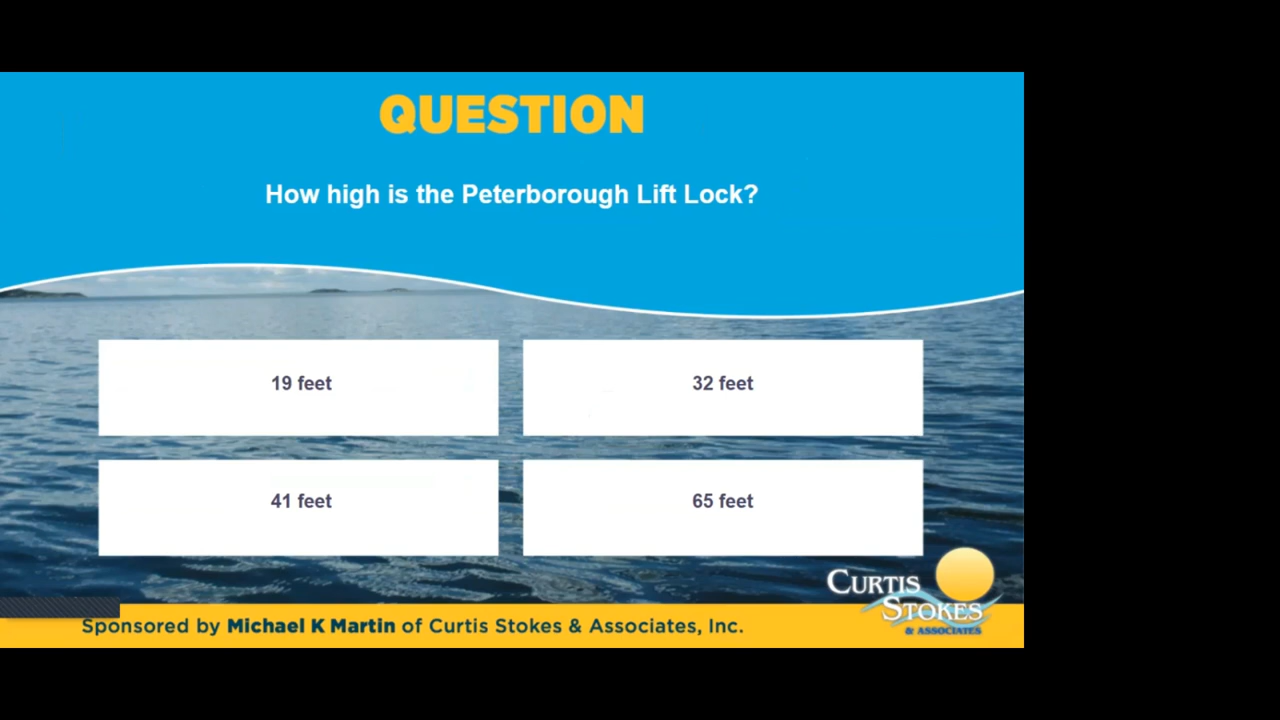 QUESTION
How high is the Peterborough Lift Lock?
19 feet
32 feet
41 feet
65 feet
CURTIS
STOKES
& ASSOCIATES
Sponsored by Michael K Martin of Curtis Stokes & Associates, Inc.